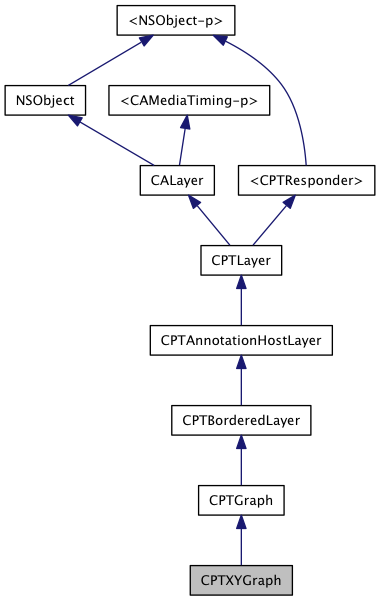 <NSObject-p>
NSObject
<CAMediaTiming-p>
CALayer
<CPTResponder>
CPTLayer
CPTAnnotationHostLayer
CPTBorderedLayer
CPTGraph
CPTXYGraph